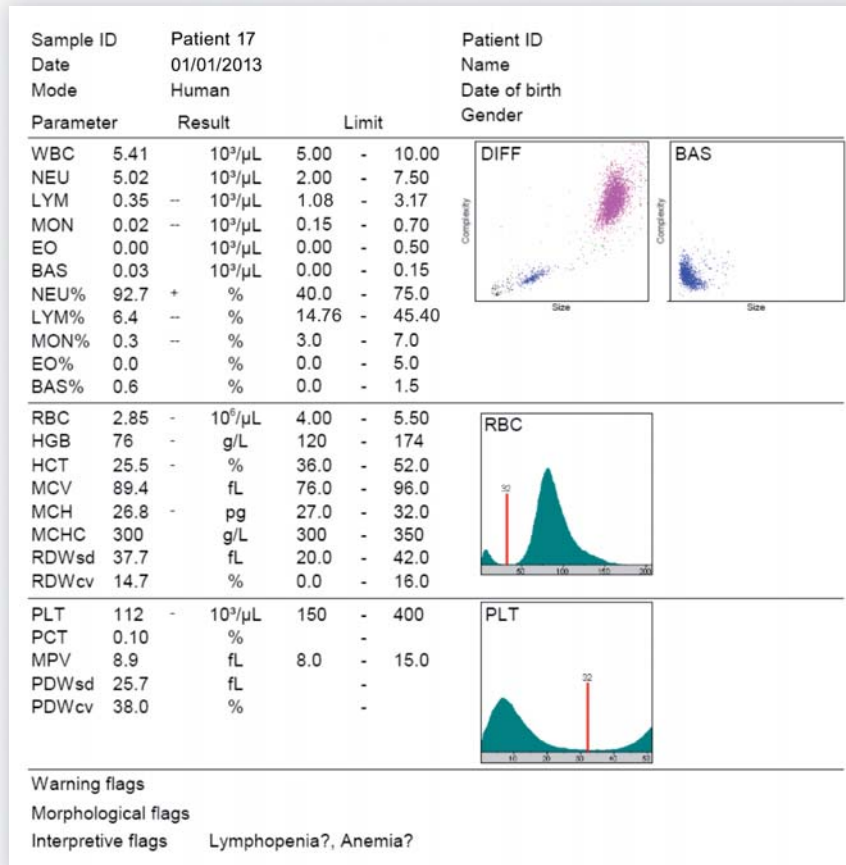 Sample ID Patient 17 Patient ID
Date 01/01/2013 Name
Mode Human Date of birth
Gender
Parameter Result Limit
WBC 5.41 10³/µL 5.00 - 10.00
NEU 5.02 10³/µL 2.00 - 7.50
LYM 0.35 -- 10³/µL 1.08 - 3.17
MON 0.02 -- 10³/µL 0.15 - 0.70
EO 0.00 10³/µL 0.00 - 0.50
BAS 0.03 10³/µL 0.00 - 0.15
NEU% 92.7 + % 40.0 - 75.0
LYM% 6.4 -- % 14.76 - 45.40
MON% 0.3 -- % 3.0 - 7.0
EO% 0.0 % 0.0 - 5.0
BAS% 0.6 % 0.0 - 1.5
DIFF
Complexity
Size
BAS
Complexity
Size
RBC 2.85 - 10⁶/µL 4.00 - 5.50
HGB 76 - g/L 120 - 174
HCT 25.5 - % 36.0 - 52.0
MCV 89.4 fL 76.0 - 96.0
MCH 26.8 - pg 27.0 - 32.0
MCHC 300 g/L 300 - 350
RDWsd 37.7 fL 20.0 - 42.0
RDWcv 14.7 % 0.0 - 16.0
RBC
32
50 100 150 200
PLT 112 - 10³/µL 150 - 400
PCT 0.10 % -
MPV 8.9 fL 8.0 - 15.0
PDWsd 25.7 fL -
PDWcv 38.0 % -
PLT
32
10 20 30 40 50
Warning flags
Morphological flags
Interpretive flags Lymphopenia?, Anemia?